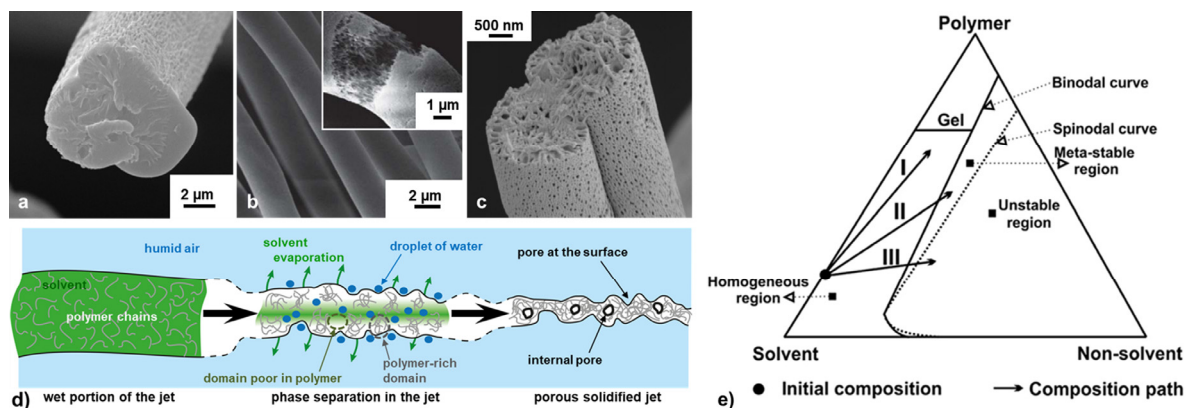 2 µm
a
1 µm
2 µm
b
500 nm
c
humid air
solvent
evaporation
droplet of water
pore at the surface
solvent
polymer chains
internal pore
domain poor in polymer
polymer-rich
domain
d)
wet portion of the jet
phase separation in the jet
porous solidified jet
Polymer
Binodal curve
Gel
Spinodal curve
Meta-stable
region
I
II
Unstable
region
III
Homogeneous
region
Solvent
Non-solvent
e)
Initial composition
Composition path